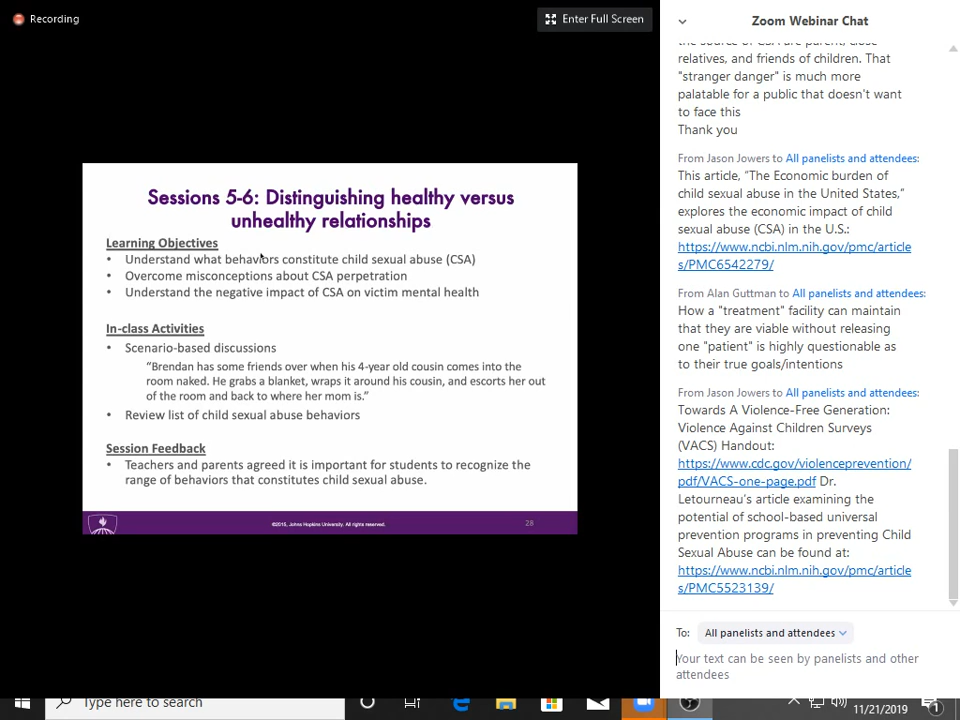 Recording
Enter Full Screen
Sessions 5-6: Distinguishing healthy versus
unhealthy relationships
Learning Objectives
• Understand what behaviors constitute child sexual abuse (CSA)
• Overcome misconceptions about CSA perpetration
• Understand the negative impact of CSA on victim mental health
In-class Activities
• Scenario-based discussions
“Brendan has some friends over when his 4-year old cousin comes into the
room naked. He grabs a blanket, wraps it around his cousin, and escorts her out
of the room and back to where her mom is.”
• Review list of child sexual abuse behaviors
Session Feedback
• Teachers and parents agreed it is important for students to recognize the
range of behaviors that constitutes child sexual abuse.
©2015, Johns Hopkins University. All rights reserved.
28
Zoom Webinar Chat
the source of CSA are parent, close
relatives, and friends of children. That
"stranger danger" is much more
palatable for a public that doesn't want
to face this
Thank you
From Jason Jowers to All panelists and attendees:
This article, “The Economic burden of
child sexual abuse in the United States,”
explores the economic impact of child
sexual abuse (CSA) in the U.S.:
https://www.ncbi.nlm.nih.gov/pmc/article
s/PMC6542279/
From Alan Guttman to All panelists and attendees:
How a "treatment" facility can maintain
that they are viable without releasing
one "patient" is highly questionable as
to their true goals/intentions
From Jason Jowers to All panelists and attendees:
Towards A Violence-Free Generation:
Violence Against Children Surveys
(VACS) Handout:
https://www.cdc.gov/violenceprevention/
pdf/VACS-one-page.pdf Dr.
Letourneau’s article examining the
potential of school-based universal
prevention programs in preventing Child
Sexual Abuse can be found at:
https://www.ncbi.nlm.nih.gov/pmc/article
s/PMC5523139/
To: All panelists and attendees
Your text can be seen by panelists and other
attendees
Type here to search
11/21/2019
1